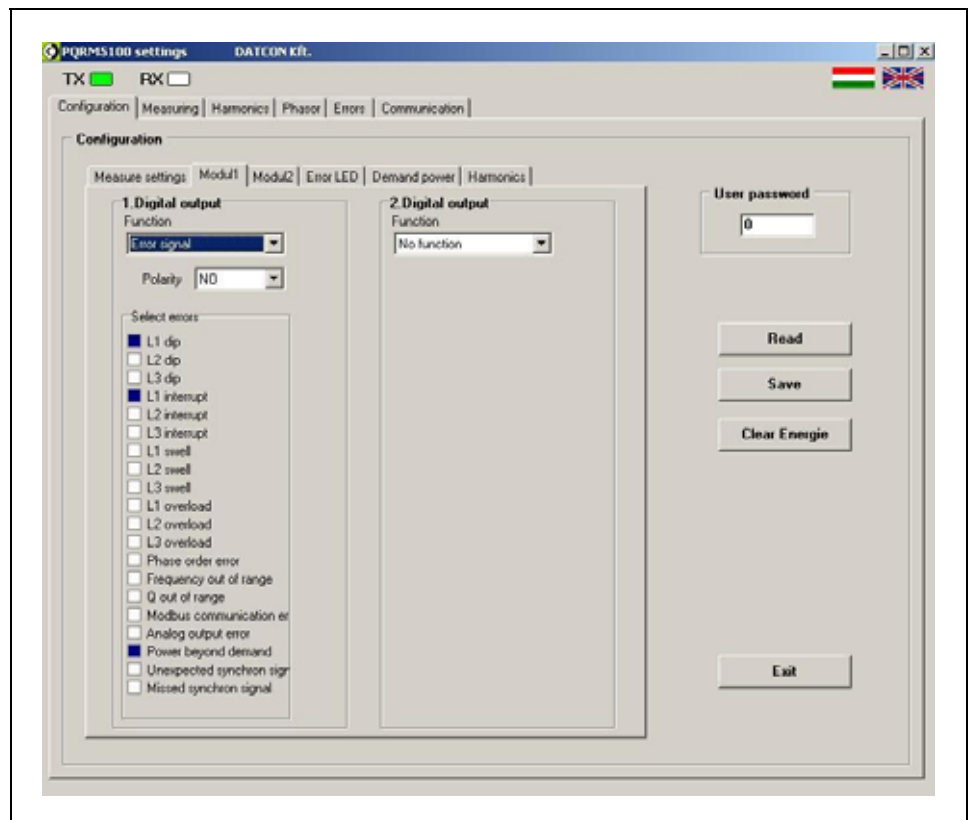 PQRM5100 settings DATCON Kft.
TX RX
Configuration Measuring Harmonics Phasor Errors Communication
Configuration
Measure settings Modul1 Modul2 Error LED Demand power Harmonics
1.Digital output
Function
Error signal
Polarity NO
Select errors
L1 dip
L2 dip
L3 dip
L1 interrupt
L2 interrupt
L3 interrupt
L1 swell
L2 swell
L3 swell
L1 overload
L2 overload
L3 overload
Phase order error
Frequency out of range
Q out of range
Modbus communication er
Analog output error
Power beyond demand
Unexpected synchron sigr
Missed synchron signal
2.Digital output
Function
No function
User password
0
Read
Save
Clear Energie
Exit